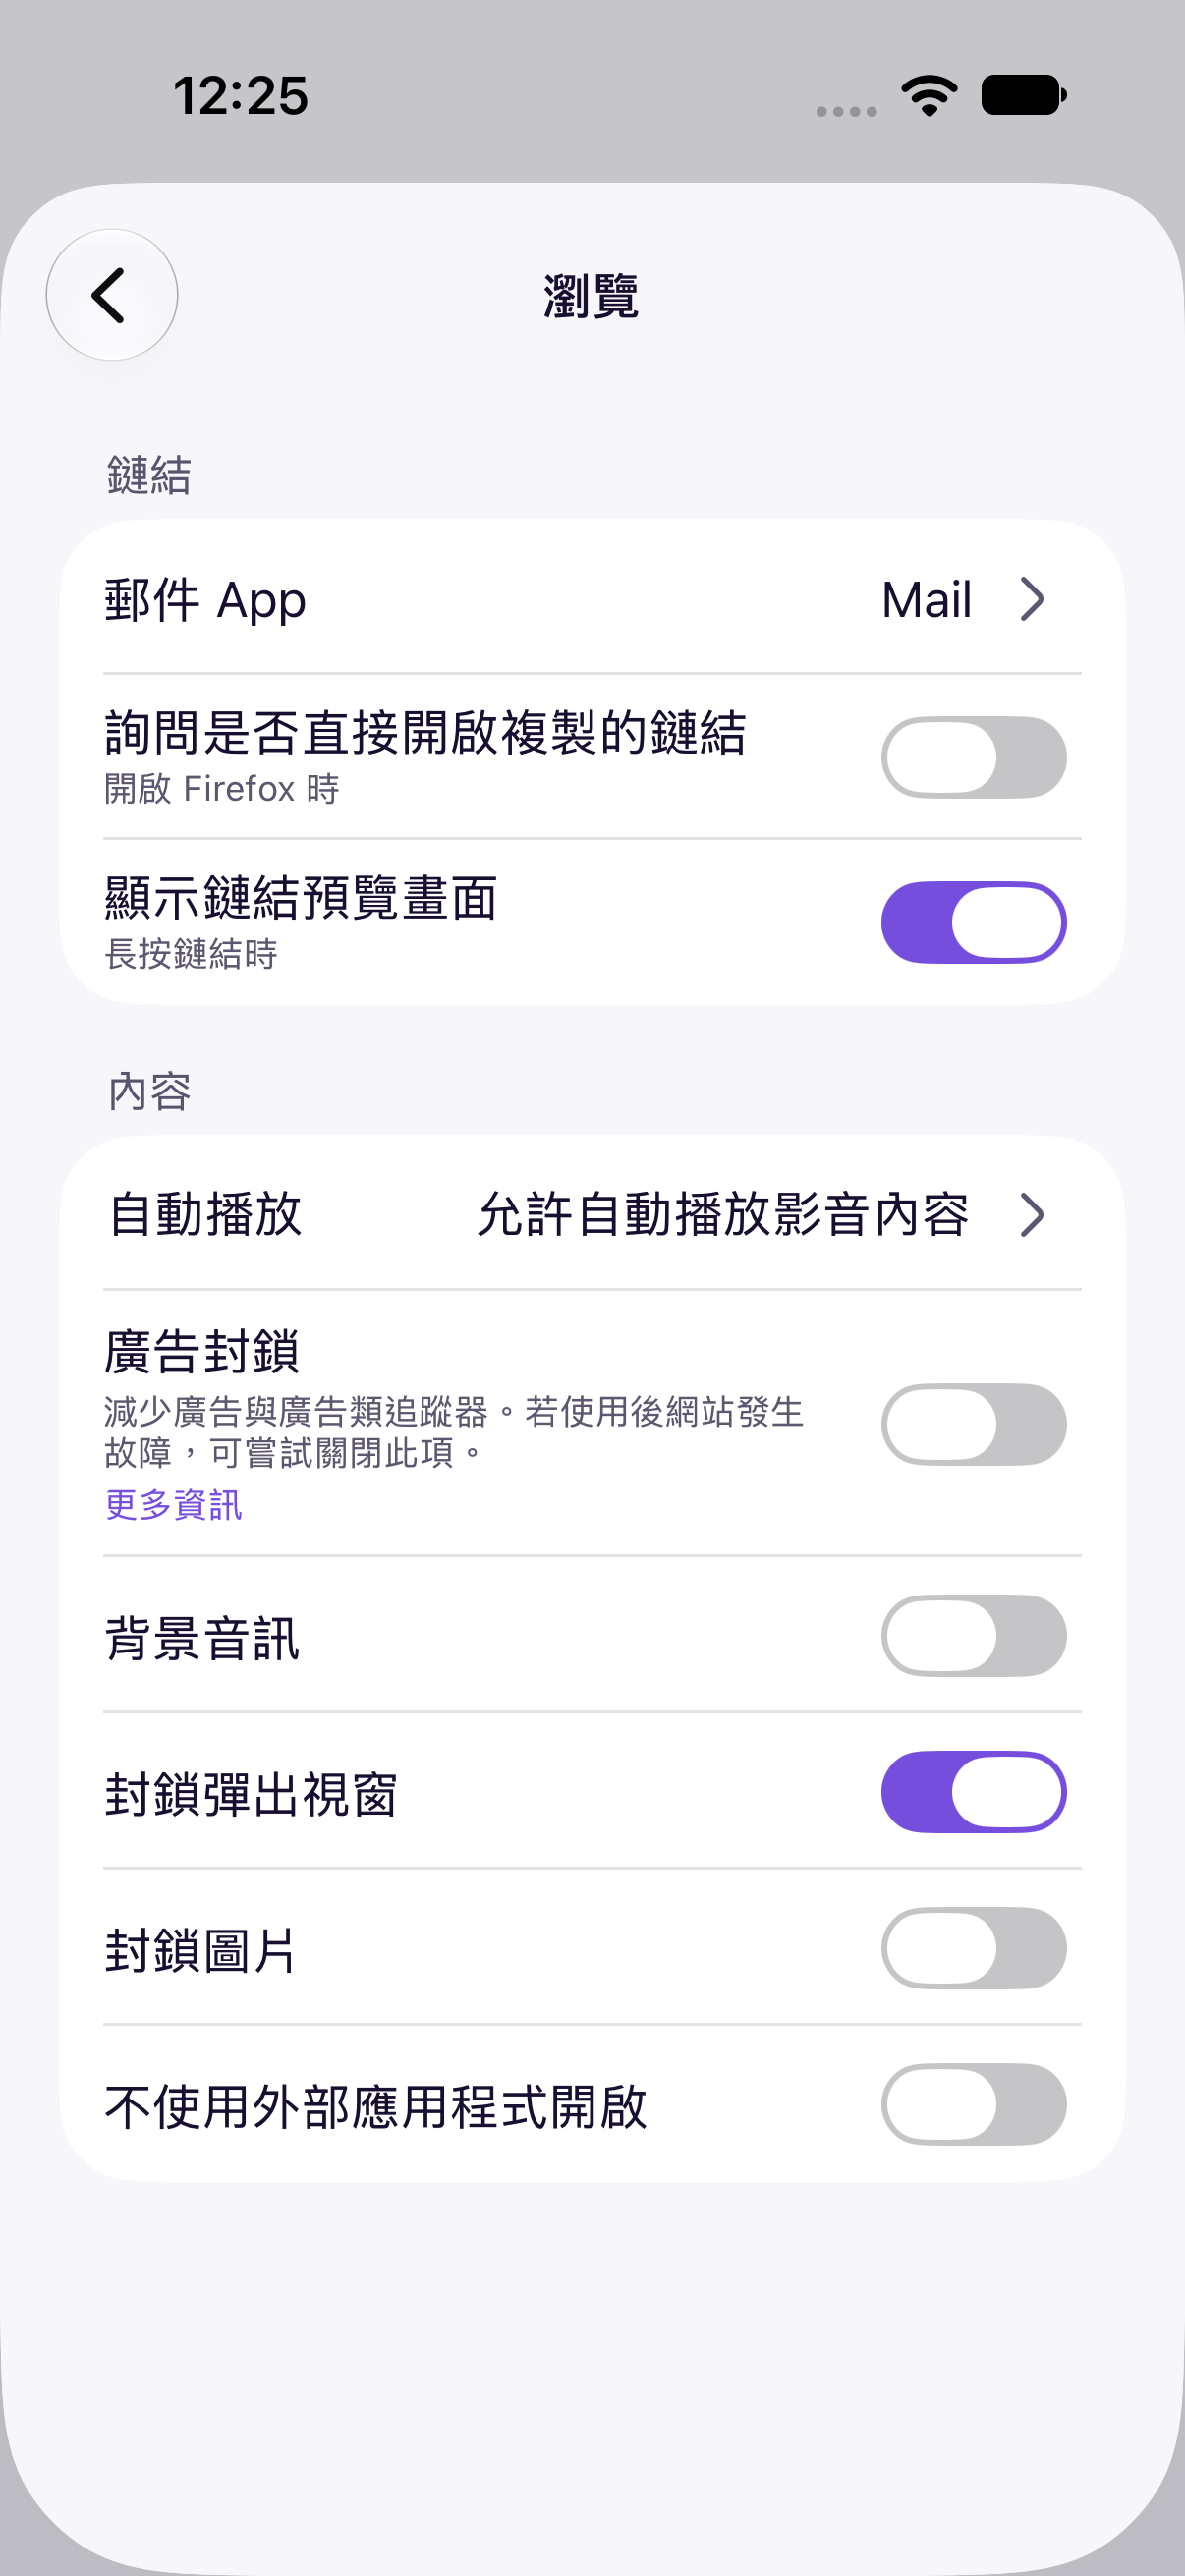 12:25
瀏覽
鏈結
郵件 App
Mail
詢問是否直接開啟複製的鏈結
開啟 Firefox 時
顯示鏈結預覽畫面
長按鏈結時
內容
自動播放
允許自動播放影音內容
廣告封鎖
減少廣告與廣告類追蹤器。若使用後網站發生
故障，可嘗試關閉此項。
更多資訊
背景音訊
封鎖彈出視窗
封鎖圖片
不使用外部應用程式開啟